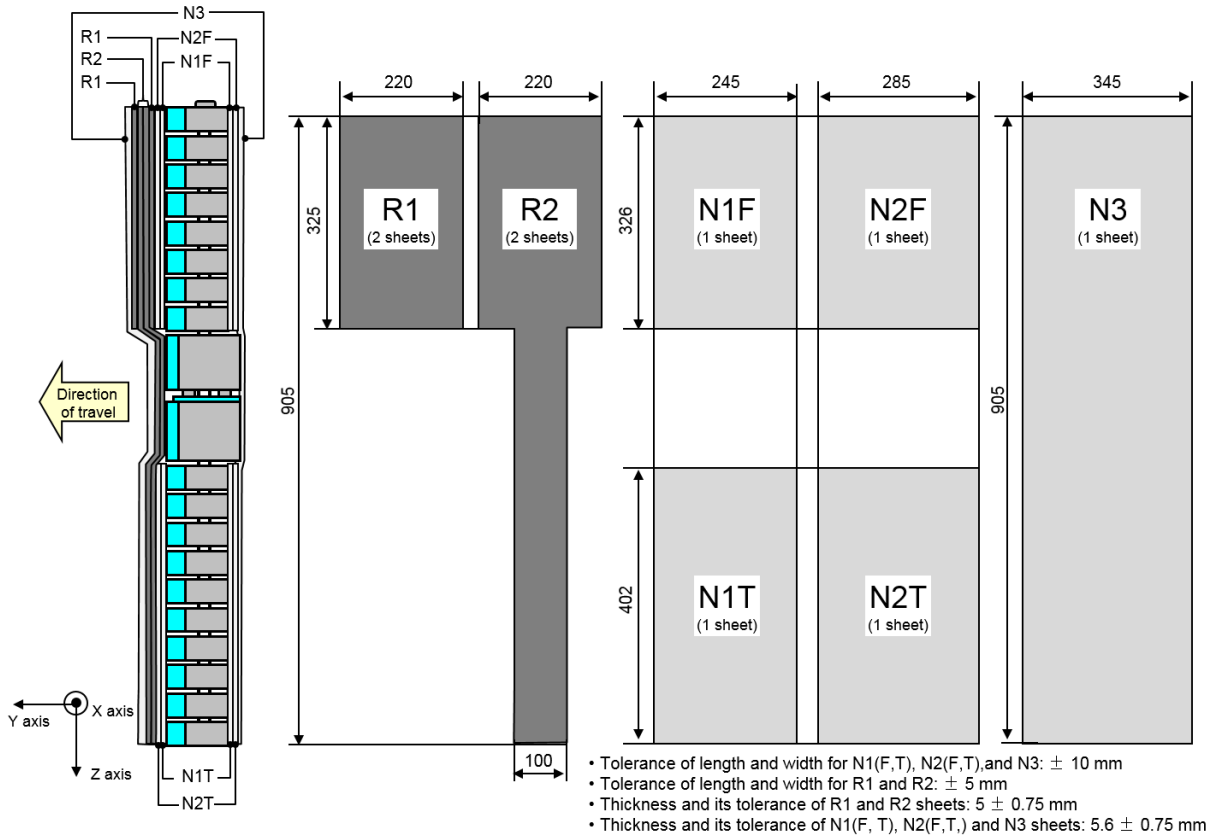 N3
R1
N2F
R2
N1F
R1
220
220
245
285
345
325
R1
(2 sheets)
R2
(2 sheets)
326
N1F
(1 sheet)
N2F
(1 sheet)
N3
(1 sheet)
Direction
of travel
905
905
402
N1T
(1 sheet)
N2T
(1 sheet)
Y axis
X axis
Z axis
N1T
N2T
100
• Tolerance of length and width for N1(F,T), N2(F,T),and N3: ± 10 mm
• Tolerance of length and width for R1 and R2: ± 5 mm
• Thickness and its tolerance of R1 and R2 sheets: 5 ± 0.75 mm
• Thickness and its tolerance of N1(F, T), N2(F,T,) and N3 sheets: 5.6 ± 0.75 mm